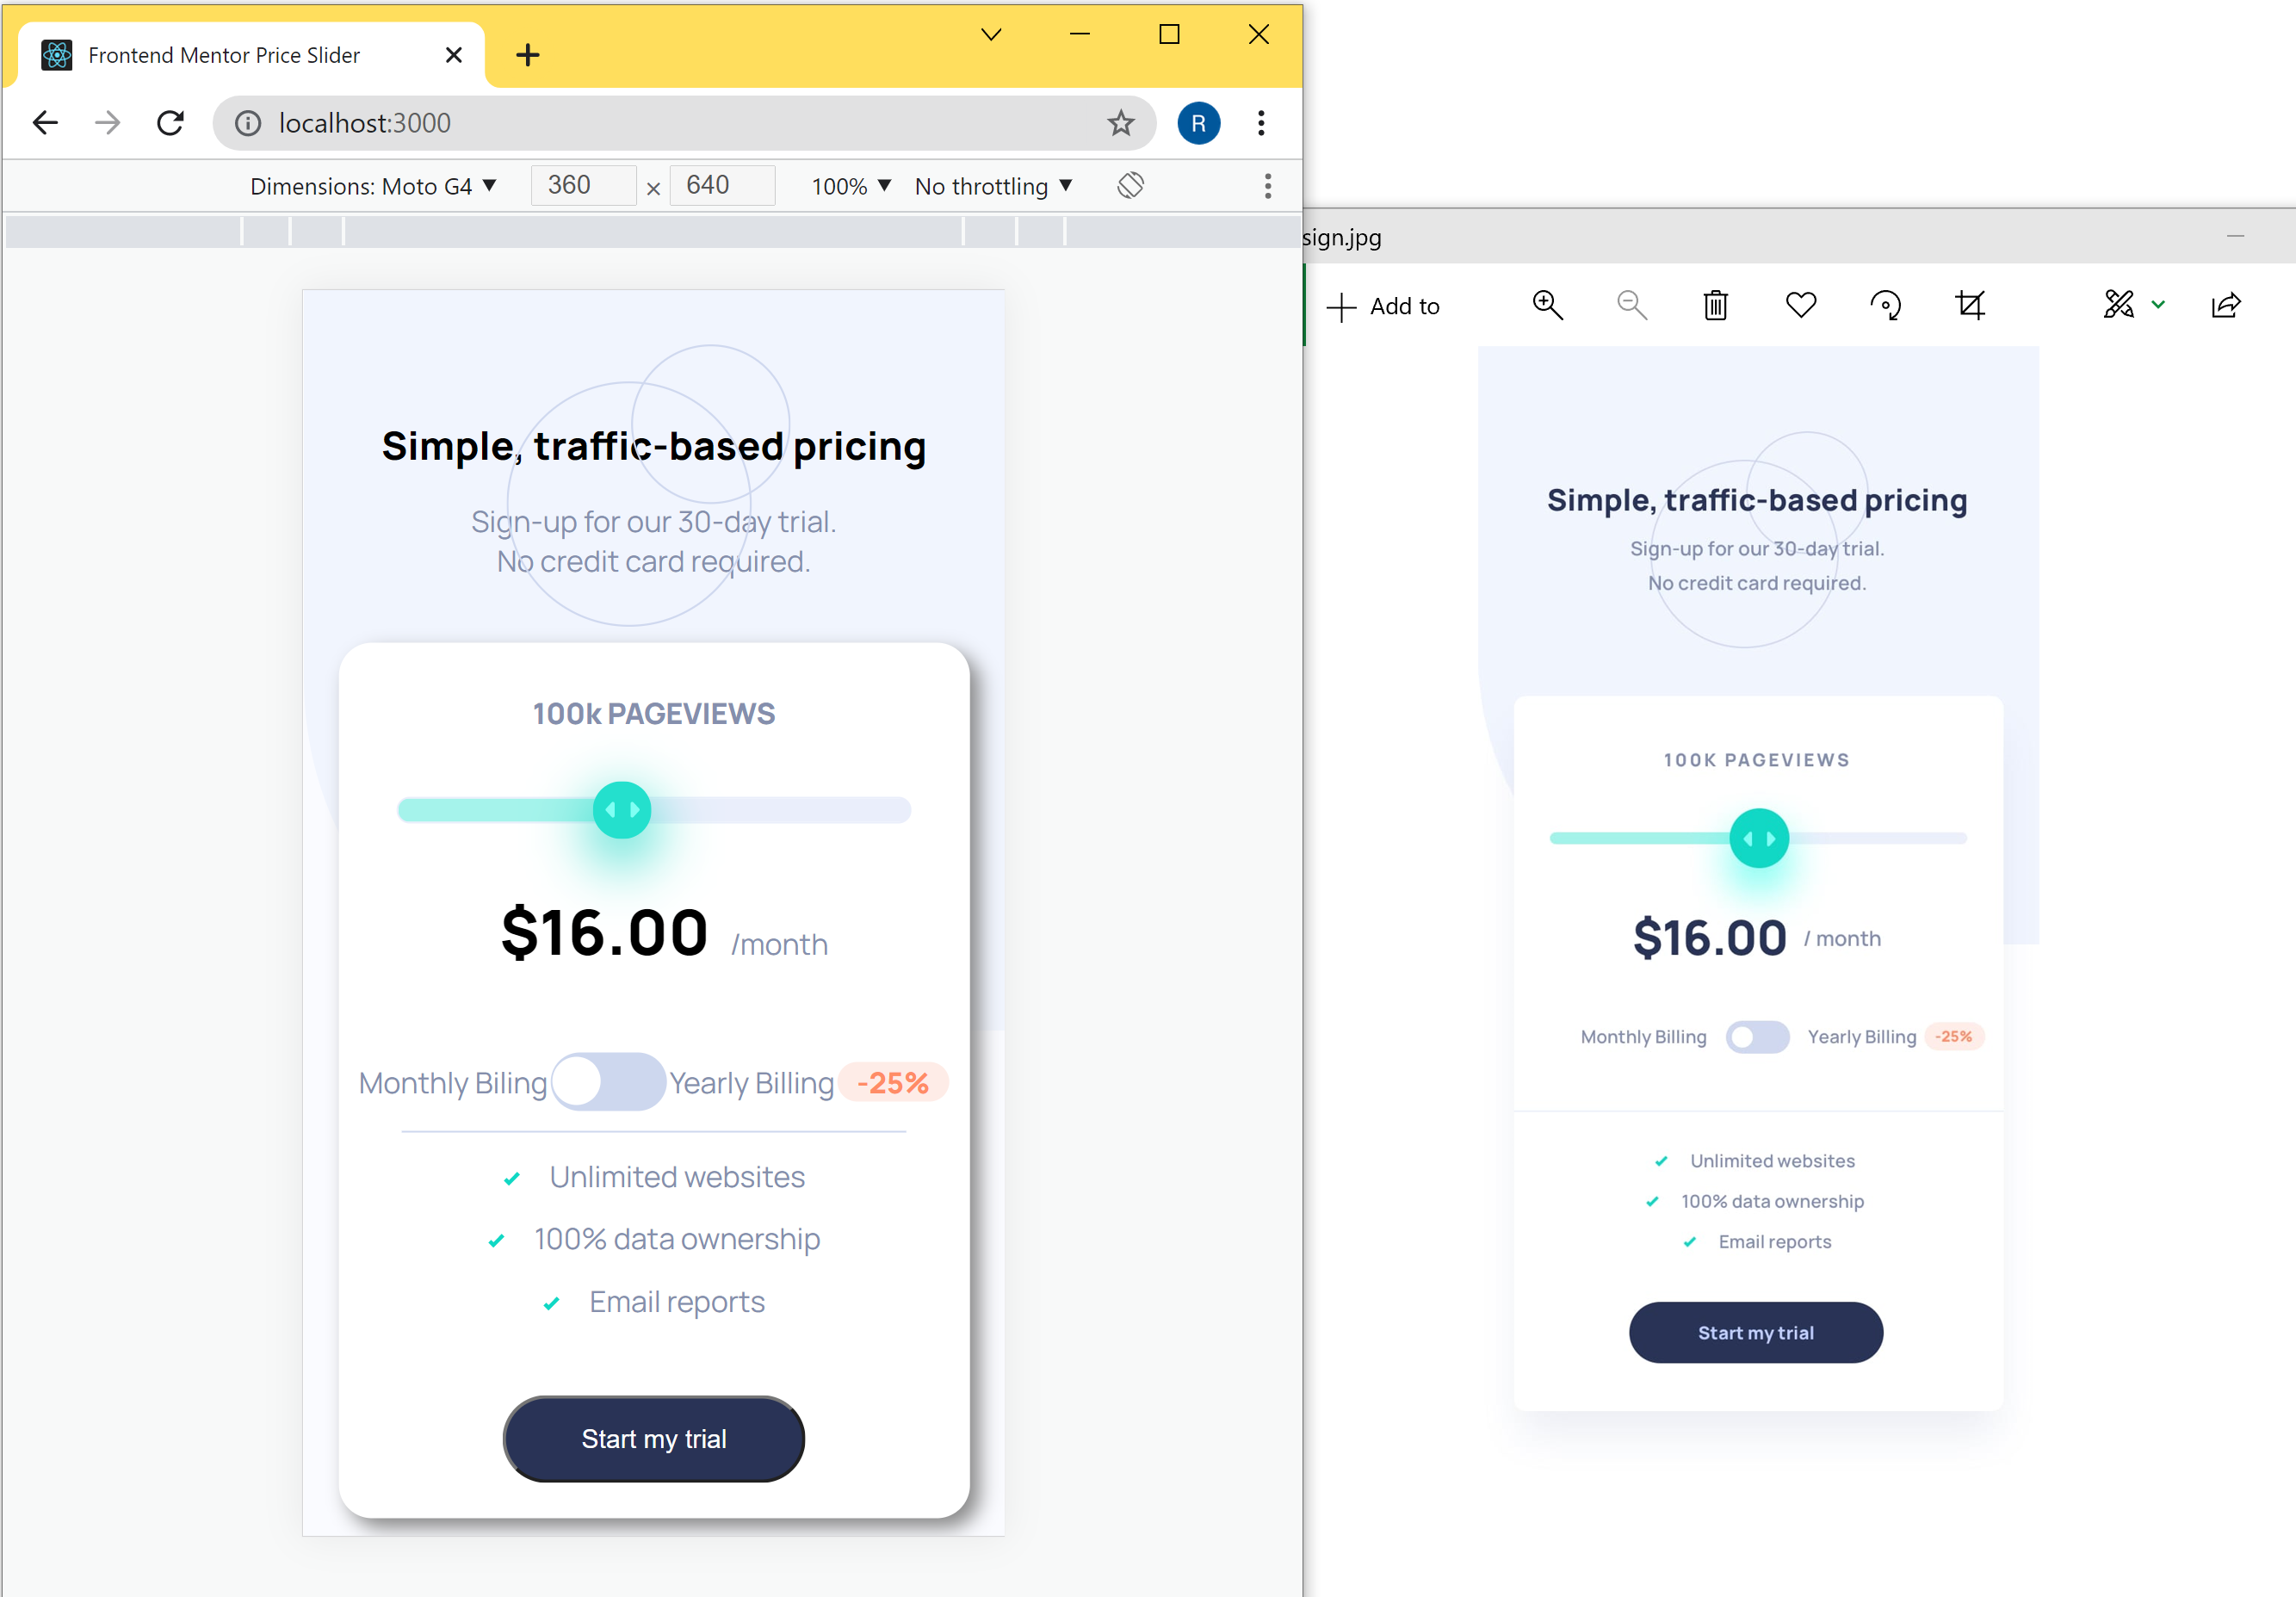 Frontend Mentor Price Slider
localhost:3000
R
Dimensions: Moto G4 360 × 640 100% No throttling
Simple, traffic-based pricing
Sign-up for our 30-day trial.
No credit card required.
100k PAGEVIEWS
$16.00 /month
Monthly Biling Yearly Billing -25%
Unlimited websites
100% data ownership
Email reports
Start my trial
sign.jpg
Add to
Simple, traffic-based pricing
Sign-up for our 30-day trial.
No credit card required.
100K PAGEVIEWS
$16.00 / month
Monthly Billing Yearly Billing -25%
Unlimited websites
100% data ownership
Email reports
Start my trial